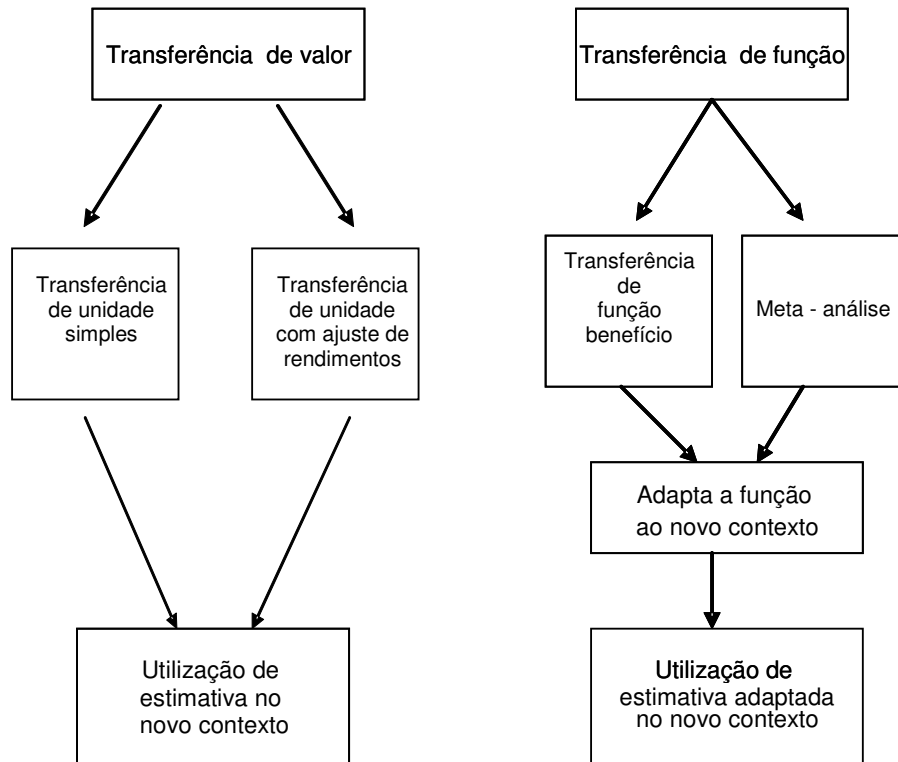 Transferência de valor
Transferência de função
Transferência
de unidade
simples
Transferência
de unidade
com ajuste de
rendimentos
Transferência
de
função
benefício
Meta - análise
Adapta a função
ao novo contexto
Utilização de
estimativa no
novo contexto
Utilização de
estimativa adaptada
no novo contexto